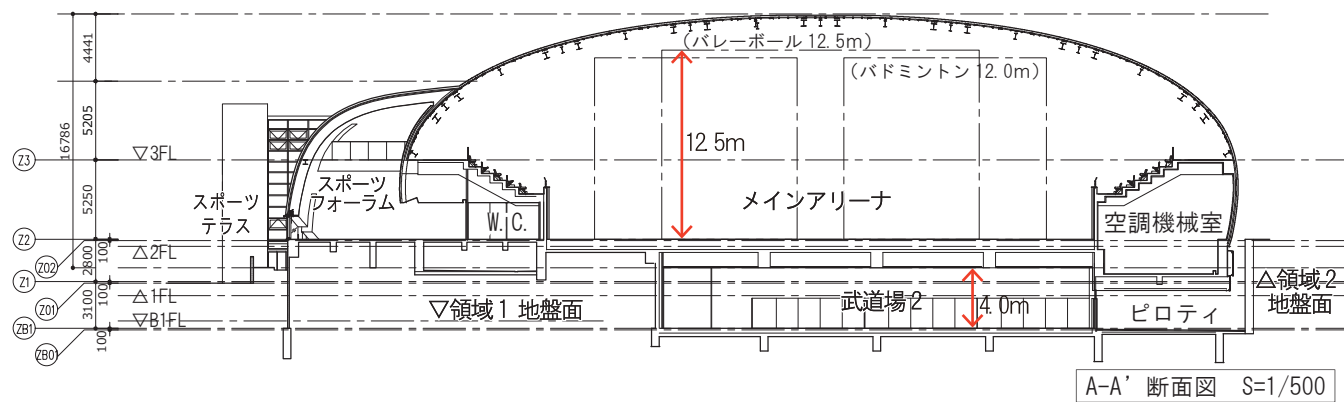 (バレーボール 12.5m)
(バドミントン 12.0m)
12.5m
4441
5205
16786
5250
2800
100
3100
100
100
Z3
Z2
Z02
Z1
Z01
ZB1
ZB01
▽3FL
△2FL
△1FL
▽B1FL
スポーツ
テラス
スポーツ
フォーラム
W.C.
メインアリーナ
空調機械室
▽領域1 地盤面
武道場2
4.0m
ピロティ
△領域2
地盤面
A-A' 断面図 S=1/500